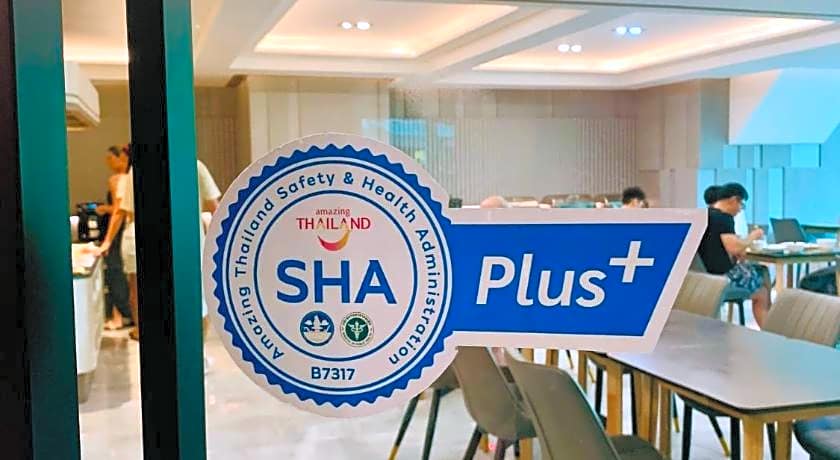 Amazing Thailand Safety & Health Administration
amazing
THAILAND
SHA
B7317
Plus+